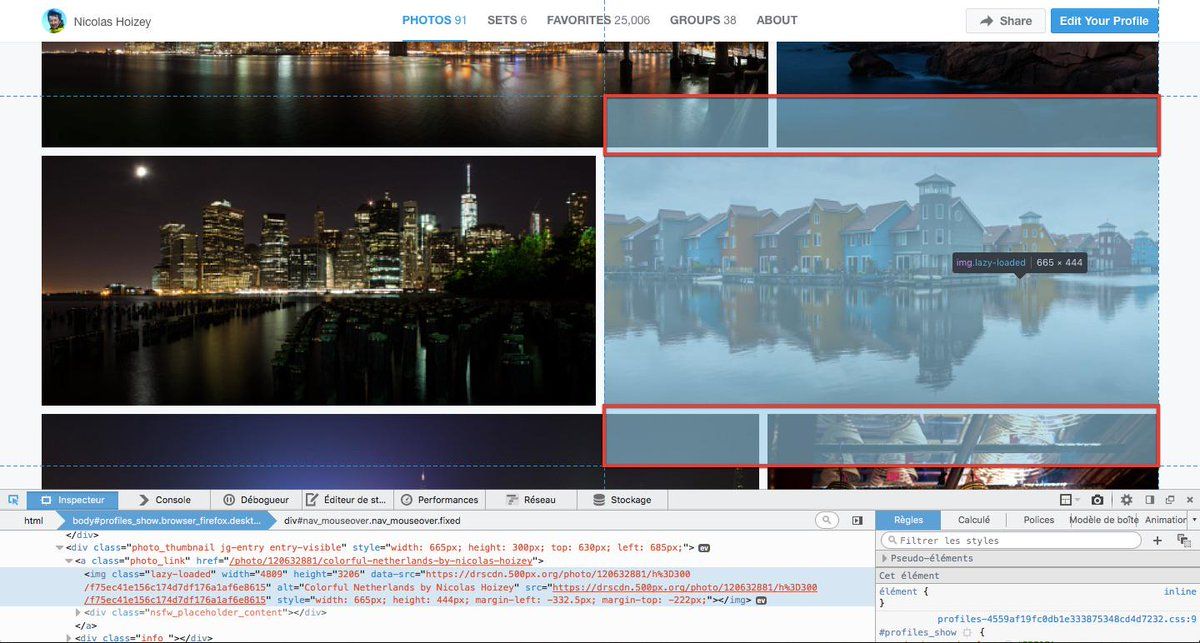 Nicolas Hoizey PHOTOS 91 SETS 6 FAVORITES 25,006 GROUPS 38 ABOUT Share Edit Your Profile
img.lazy-loaded 665 × 444
Inspecteur Console Débogueur Éditeur de st... Performances Réseau Stockage
html body#profiles_show.browser_firefox.deskt... div#nav_mouseover.nav_mouseover.fixed Règles Calculé Polices Modèle de boîte Animation
</div>
<div class="photo_thumbnail jg-entry entry-visible" style="width: 665px; height: 300px; top: 630px; left: 685px;"> ev
<a class="photo_link" href="/photo/120632881/colorful-netherlands-by-nicolas-hoizey">
<img class="lazy-loaded" width="4809" height="3206" data-src="https://drscdn.500px.org/photo/120632881/h%3D300
/f75ec41e156c174d7df176a1af6e8615" alt="Colorful Netherlands by Nicolas Hoizey" src="https://drscdn.500px.org/photo/120632881/h%3D300
/f75ec41e156c174d7df176a1af6e8615" style="width: 665px; height: 444px; margin-left: -332.5px; margin-top: -222px;"></img> ev
<div class="nsfw_placeholder_content"></div>
</a>
<div class="info "></div>
Filtrer les styles
Pseudo-éléments
Cet élément
élément { inline
}
profiles-4559af19fc0db1e333875348cd4d7232.css:9
#profiles_show {